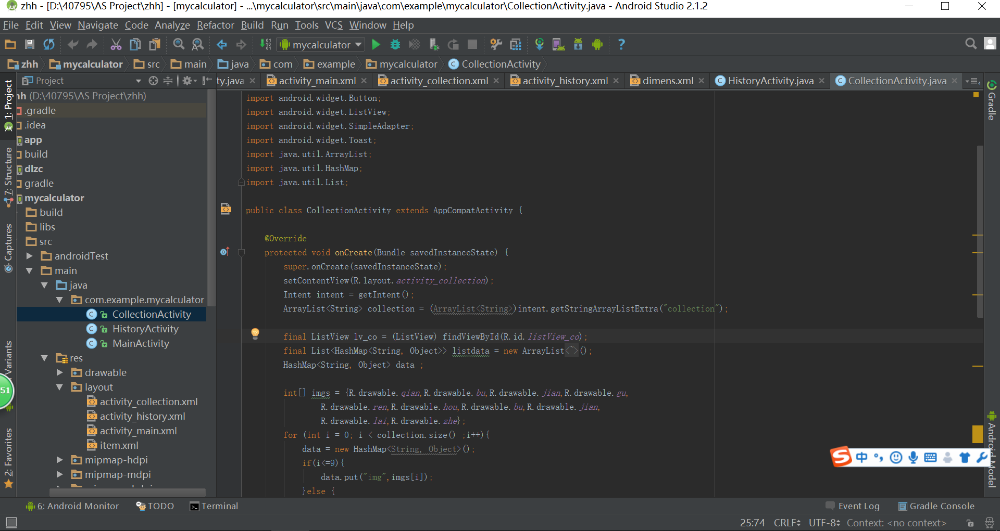 zhh - [D:\40795\AS Project\zhh] - [mycalculator] - ...\mycalculator\src\main\java\com\example\mycalculator\CollectionActivity.java - Android Studio 2.1.2
File Edit View Navigate Code Analyze Refactor Build Run Tools VCS Window Help
mycalculator
zhh mycalculator src main java com example mycalculator CollectionActivity
Project
ty.java activity_main.xml activity_collection.xml activity_history.xml dimens.xml HistoryActivity.java CollectionActivity.java
1: Project
7: Structure
Captures
Variants
2: Favorites
51
hh (D:\40795\AS Project\zhh)
.gradle
.idea
app
build
dlzc
gradle
mycalculator
build
libs
src
androidTest
main
java
com.example.mycalculator
CollectionActivity
HistoryActivity
MainActivity
res
drawable
layout
activity_collection.xml
activity_history.xml
activity_main.xml
item.xml
mipmap-hdpi
mipmap-mdpi
import android.widget.Button;
import android.widget.ListView;
import android.widget.SimpleAdapter;
import android.widget.Toast;
import java.util.ArrayList;
import java.util.HashMap;
import java.util.List;
public class CollectionActivity extends AppCompatActivity {
@Override
protected void onCreate(Bundle savedInstanceState) {
super.onCreate(savedInstanceState);
setContentView(R.layout.activity_collection);
Intent intent = getIntent();
ArrayList<String> collection = (ArrayList<String>)intent.getStringArrayListExtra("collection");
final ListView lv_co = (ListView) findViewById(R.id.listView_co);
final List<HashMap<String, Object>> listdata = new ArrayList<~>();
HashMap<String, Object> data ;
int[] imgs = {R.drawable.qian,R.drawable.bu,R.drawable.jian,R.drawable.gu,
R.drawable.ren,R.drawable.hou,R.drawable.bu,R.drawable.jian,
R.drawable.lai,R.drawable.zhe};
for (int i = 0; i < collection.size() ;i++){
data = new HashMap<String, Object>();
if(i<=9){
data.put("img",imgs[i]);
}else {
Gradle
Android Model
中
6: Android Monitor TODO Terminal Event Log Gradle Console
25:74 CRLF UTF-8 Context: <no context>